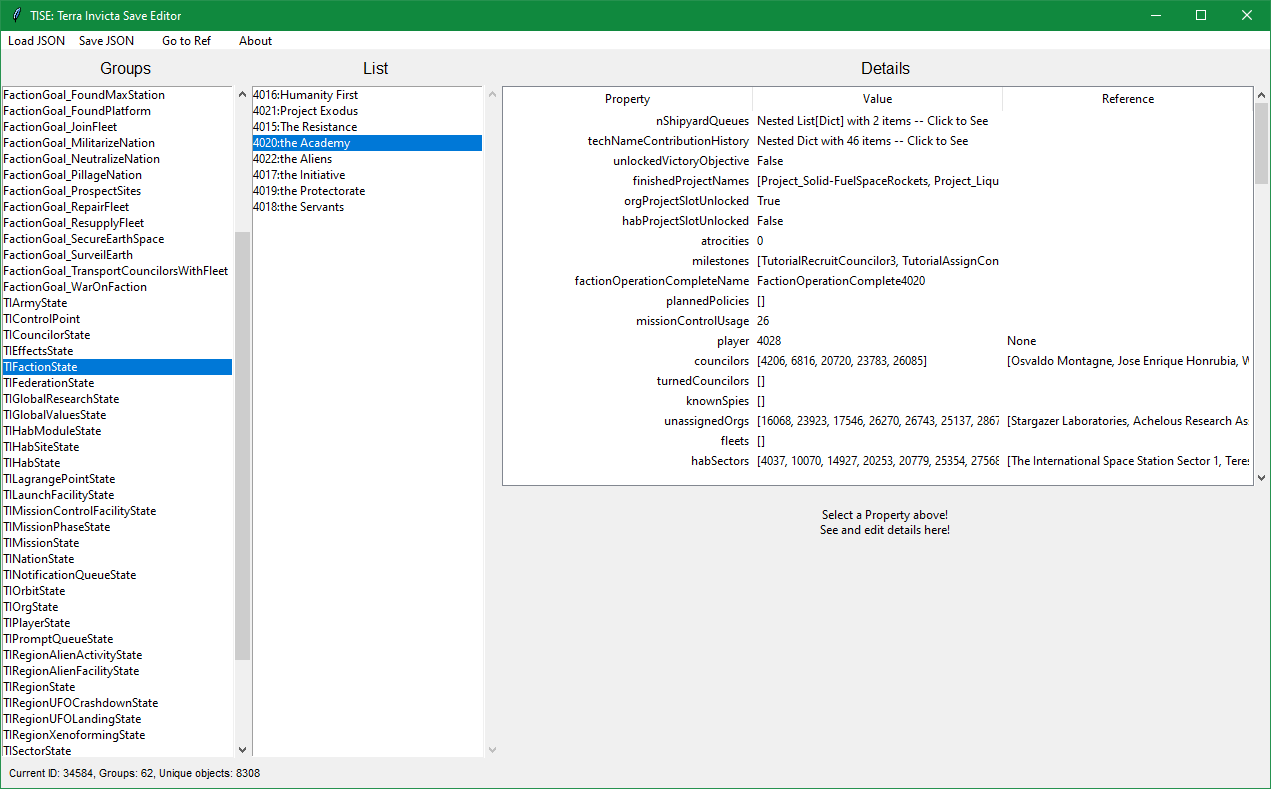 TISE: Terra Invicta Save Editor
Load JSON Save JSON Go to Ref About
Groups
FactionGoal_FoundMaxStation
FactionGoal_FoundPlatform
FactionGoal_JoinFleet
FactionGoal_MilitarizeNation
FactionGoal_NeutralizeNation
FactionGoal_PillageNation
FactionGoal_ProspectSites
FactionGoal_RepairFleet
FactionGoal_ResupplyFleet
FactionGoal_SecureEarthSpace
FactionGoal_SurveilEarth
FactionGoal_TransportCouncilorsWithFleet
FactionGoal_WarOnFaction
TIArmyState
TIControlPoint
TICouncilorState
TIEffectsState
TIFactionState
TIFederationState
TIGlobalResearchState
TIGlobalValuesState
TIHabModuleState
TIHabSiteState
TIHabState
TILagrangePointState
TILaunchFacilityState
TIMissionControlFacilityState
TIMissionPhaseState
TIMissionState
TINationState
TINotificationQueueState
TIOrbitState
TIOrgState
TIPlayerState
TIPromptQueueState
TIRegionAlienActivityState
TIRegionAlienFacilityState
TIRegionState
TIRegionUFOCrashdownState
TIRegionUFOLandingState
TIRegionXenoformingState
TISectorState
List
4016:Humanity First
4021:Project Exodus
4015:The Resistance
4020:the Academy
4022:the Aliens
4017:the Initiative
4019:the Protectorate
4018:the Servants
Details
Property Value Reference
nShipyardQueues Nested List[Dict] with 2 items -- Click to See
techNameContributionHistory Nested Dict with 46 items -- Click to See
unlockedVictoryObjective False
finishedProjectNames [Project_Solid-FuelSpaceRockets, Project_Liqu
orgProjectSlotUnlocked True
habProjectSlotUnlocked False
atrocities 0
milestones [TutorialRecruitCouncilor3, TutorialAssignCon
factionOperationCompleteName FactionOperationComplete4020
plannedPolicies []
missionControlUsage 26
player 4028 None
councilors [4206, 6816, 20720, 23783, 26085] [Osvaldo Montagne, Jose Enrique Honrubia, W
turnedCouncilors []
knownSpies []
unassignedOrgs [16068, 23923, 17546, 26270, 26743, 25137, 2867 [Stargazer Laboratories, Achelous Research As
fleets []
habSectors [4037, 10070, 14927, 20253, 20779, 25354, 27568 [The International Space Station Sector 1, Tere
Select a Property above!
See and edit details here!
Current ID: 34584, Groups: 62, Unique objects: 8308